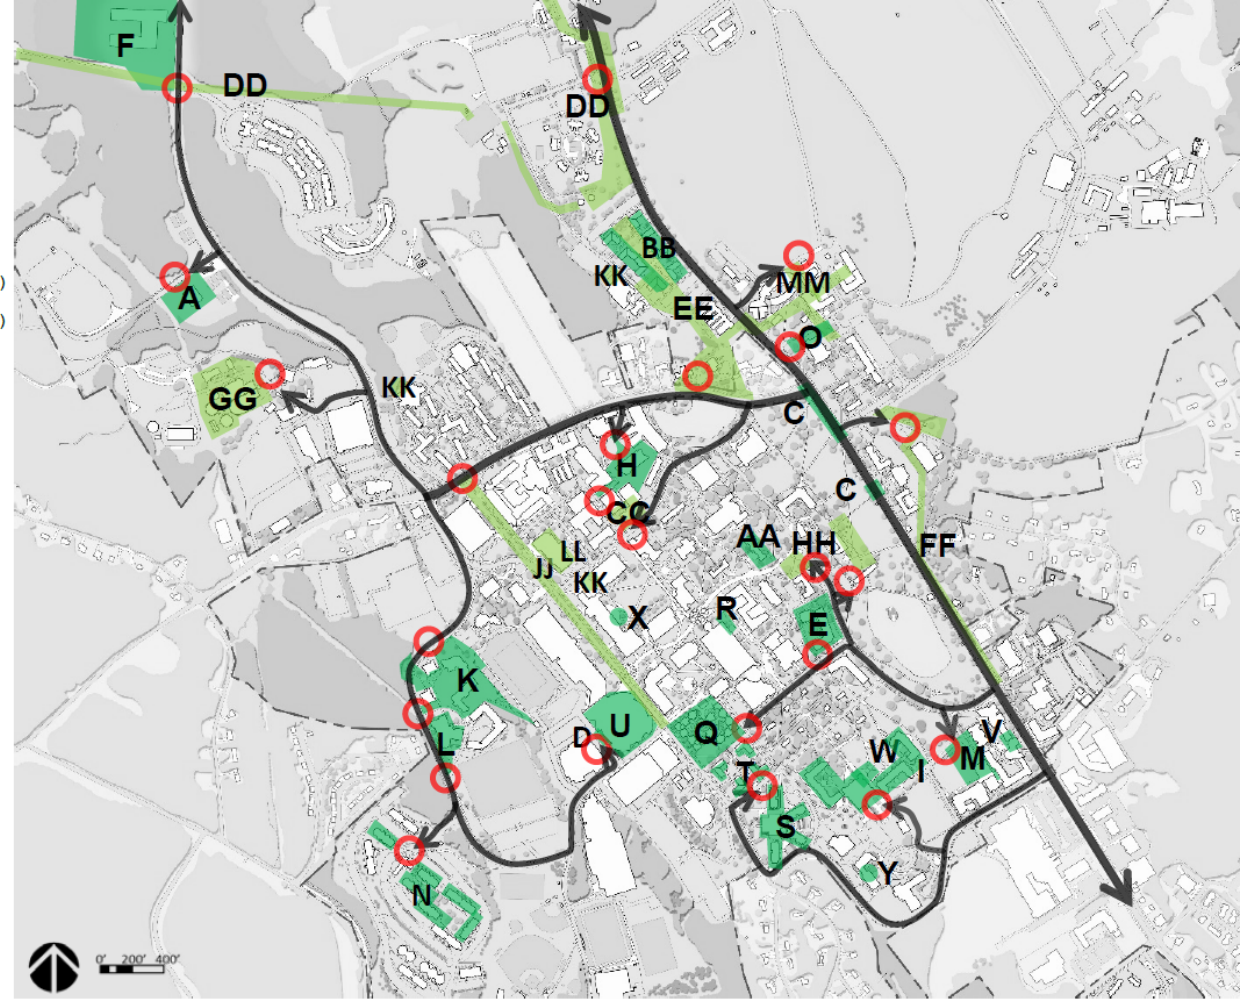 F
DD
DD
BB
KK
MM
)
A
EE
)
O
KK
GG
C
H
C
CC
AA
HH
FF
LL
Jj
KK
R
X
E
K
U
Q
D
V
W
M
L
T
I
S
Y
N
0' 200' 400'